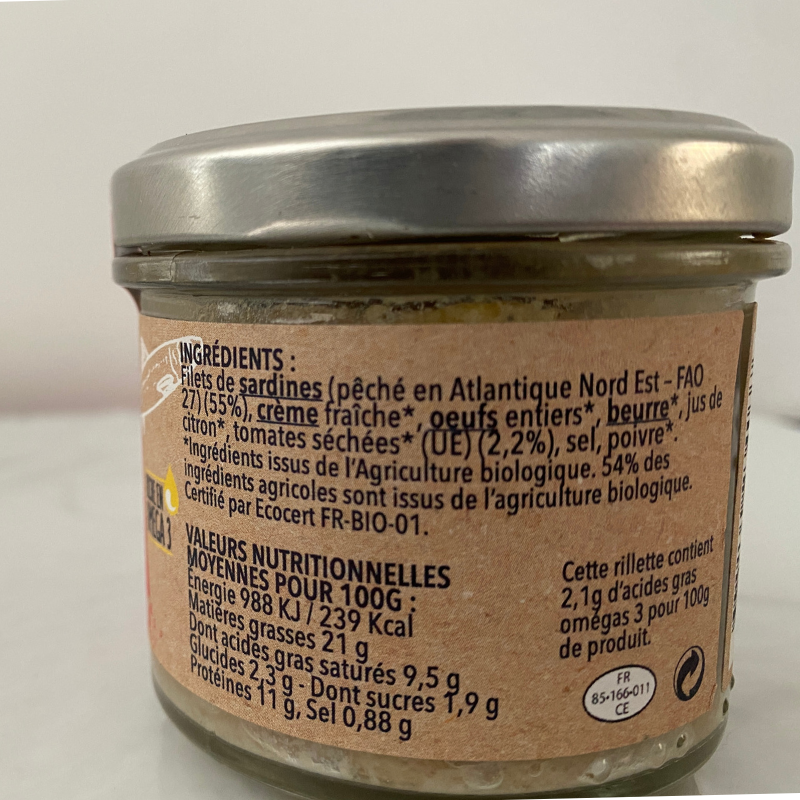 INGRÉDIENTS :
Filets de sardines (pêché en Atlantique Nord Est – FAO
27) (55%), crème fraîche*, oeufs entiers*, beurre*, jus de
citron*, tomates séchées* (UE) (2,2%), sel, poivre*.
*Ingrédients issus de l'Agriculture biologique. 54% des
ingrédients agricoles sont issus de l'agriculture biologique.
Certifié par Ecocert FR-BIO-01.
VALEURS NUTRITIONNELLES
MOYENNES POUR 100G :
Énergie 988 KJ / 239 Kcal
Matières grasses 21 g
Dont acides gras saturés 9,5 g
Glucides 2,3 g - Dont sucres 1,9 g
Protéines 11 g, Sel 0,88 g
Cette rillette contient
2,1g d'acides gras
omégas 3 pour 100g
de produit.
FR
85-166-011
CE